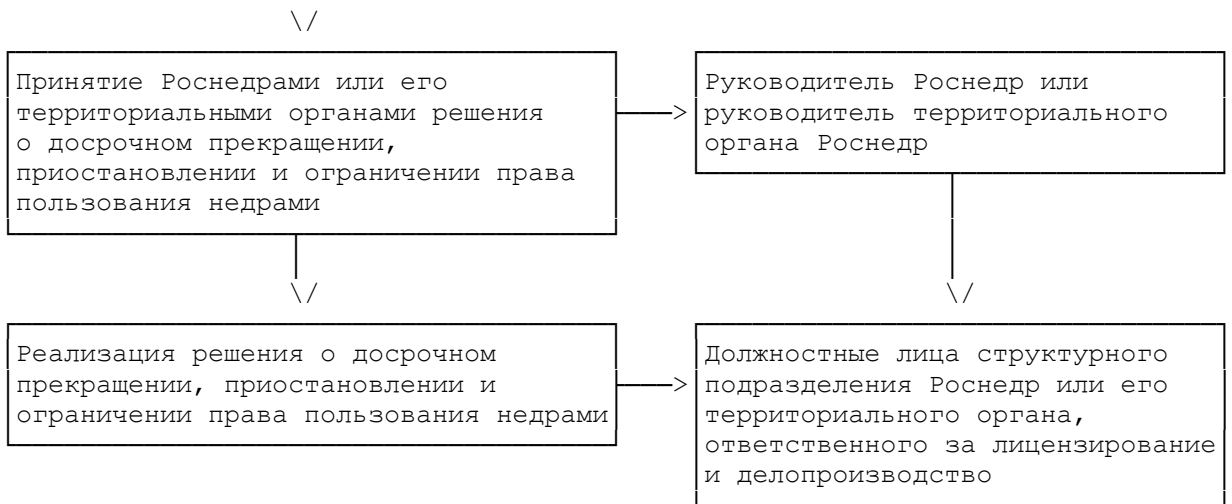 Принятие Роснедрами или его
территориальными органами решения
о досрочном прекращении,
приостановлении и ограничении права
пользования недрами
Руководитель Роснедр или
руководитель территориального
органа Роснедр
Реализация решения о досрочном
прекращении, приостановлении и
ограничении права пользования недрами
Должностные лица структурного
подразделения Роснедр или его
территориального органа,
ответственного за лицензирование
и делопроизводство